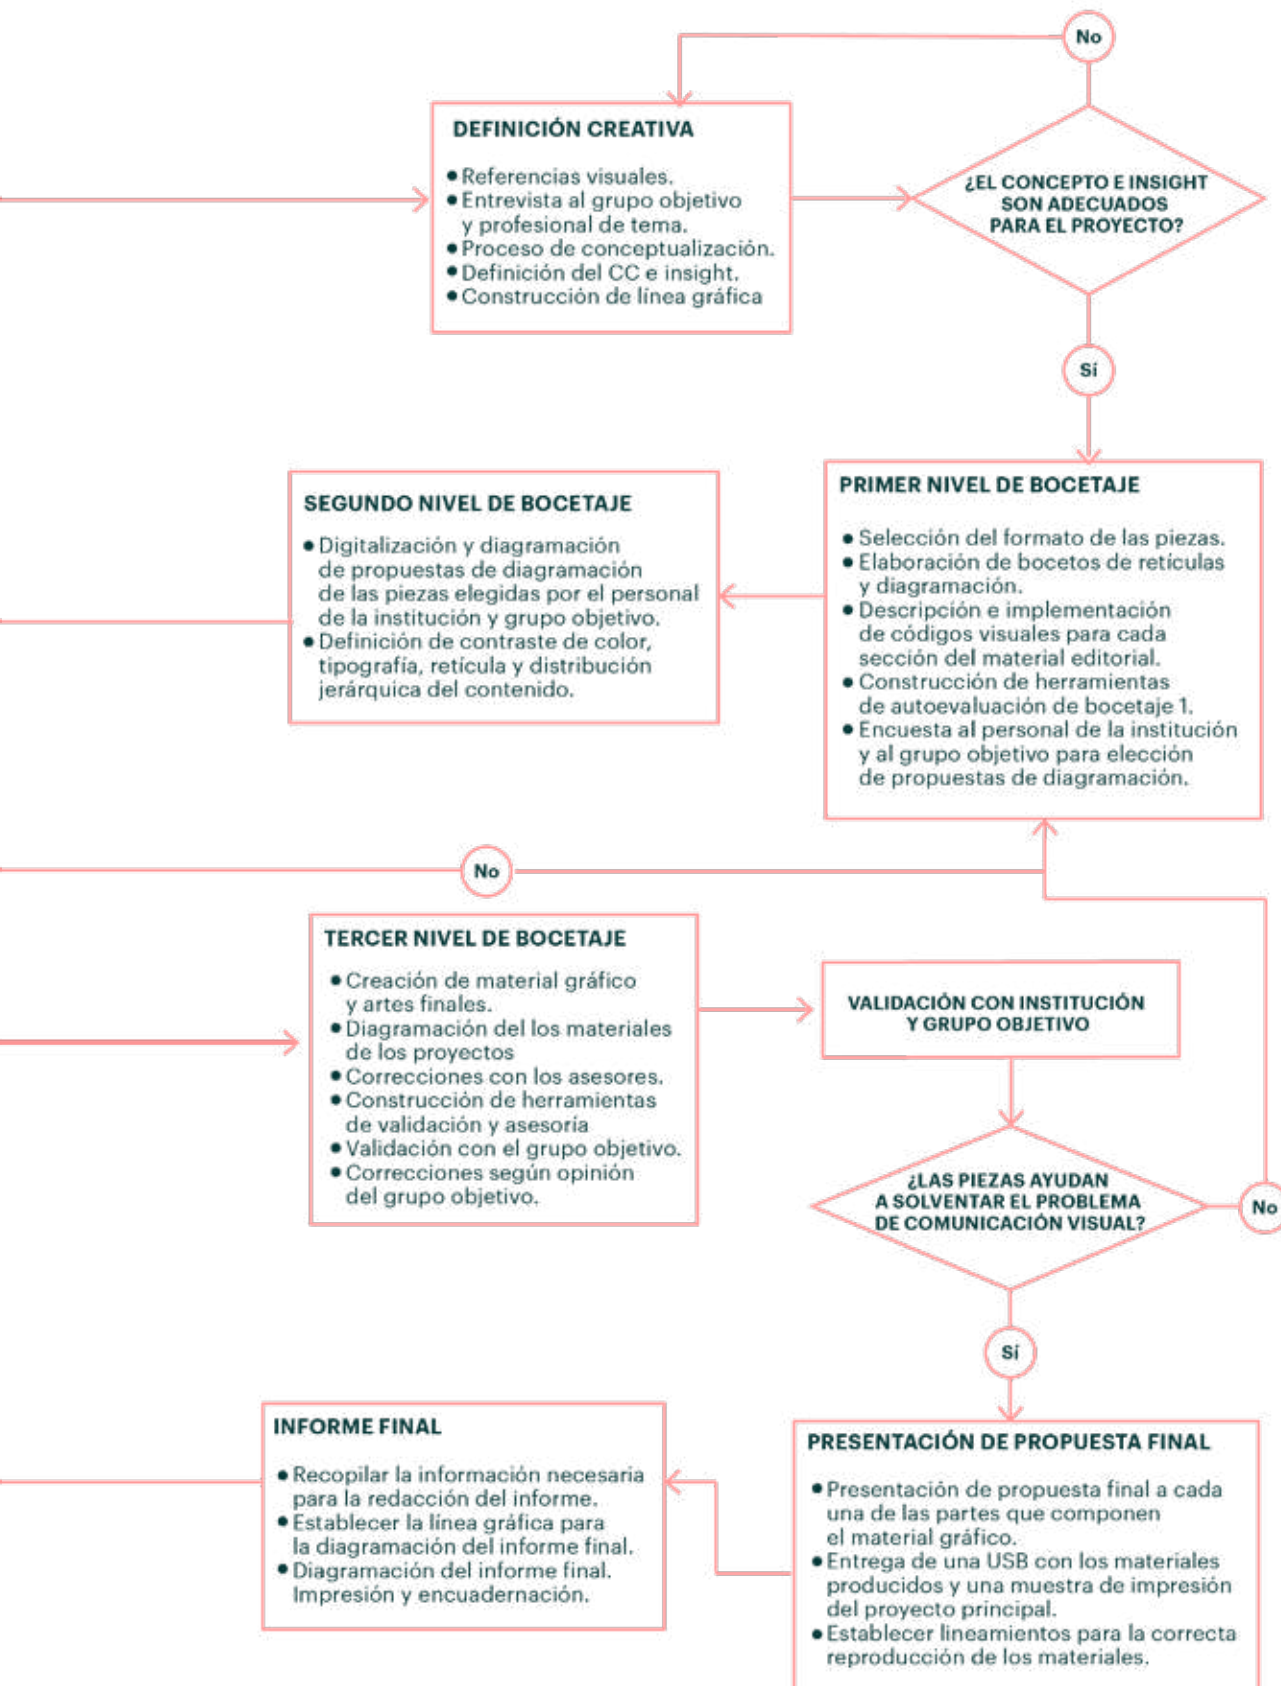 No
DEFINICIÓN CREATIVA
● Referencias visuales.
● Entrevista al grupo objetivo
y profesional de tema.
● Proceso de conceptualización.
● Definición del CC e insight.
● Construcción de línea gráfica
¿EL CONCEPTO E INSIGHT
SON ADECUADOS
PARA EL PROYECTO?
Sí
PRIMER NIVEL DE BOCETAJE
● Selección del formato de las piezas.
● Elaboración de bocetos de retículas
y diagramación.
● Descripción e implementación
de códigos visuales para cada
sección del material editorial.
● Construcción de herramientas
de autoevaluación de bocetaje 1.
● Encuesta al personal de la institución
y al grupo objetivo para elección
de propuestas de diagramación.
SEGUNDO NIVEL DE BOCETAJE
● Digitalización y diagramación
de propuestas de diagramación
de las piezas elegidas por el personal
de la institución y grupo objetivo.
● Definición de contraste de color,
tipografía, retícula y distribución
jerárquica del contenido.
No
TERCER NIVEL DE BOCETAJE
● Creación de material gráfico
y artes finales.
● Diagramación del los materiales
de los proyectos
● Correcciones con los asesores.
● Construcción de herramientas
de validación y asesoría
● Validación con el grupo objetivo.
● Correcciones según opinión
del grupo objetivo.
VALIDACIÓN CON INSTITUCIÓN
Y GRUPO OBJETIVO
¿LAS PIEZAS AYUDAN
A SOLVENTAR EL PROBLEMA
DE COMUNICACIÓN VISUAL?
No
Sí
PRESENTACIÓN DE PROPUESTA FINAL
● Presentación de propuesta final a cada
una de las partes que componen
el material gráfico.
● Entrega de una USB con los materiales
producidos y una muestra de impresión
del proyecto principal.
● Establecer lineamientos para la correcta
reproducción de los materiales.
INFORME FINAL
● Recopilar la información necesaria
para la redacción del informe.
● Establecer la línea gráfica para
la diagramación del informe final.
● Diagramación del informe final.
Impresión y encuadernación.